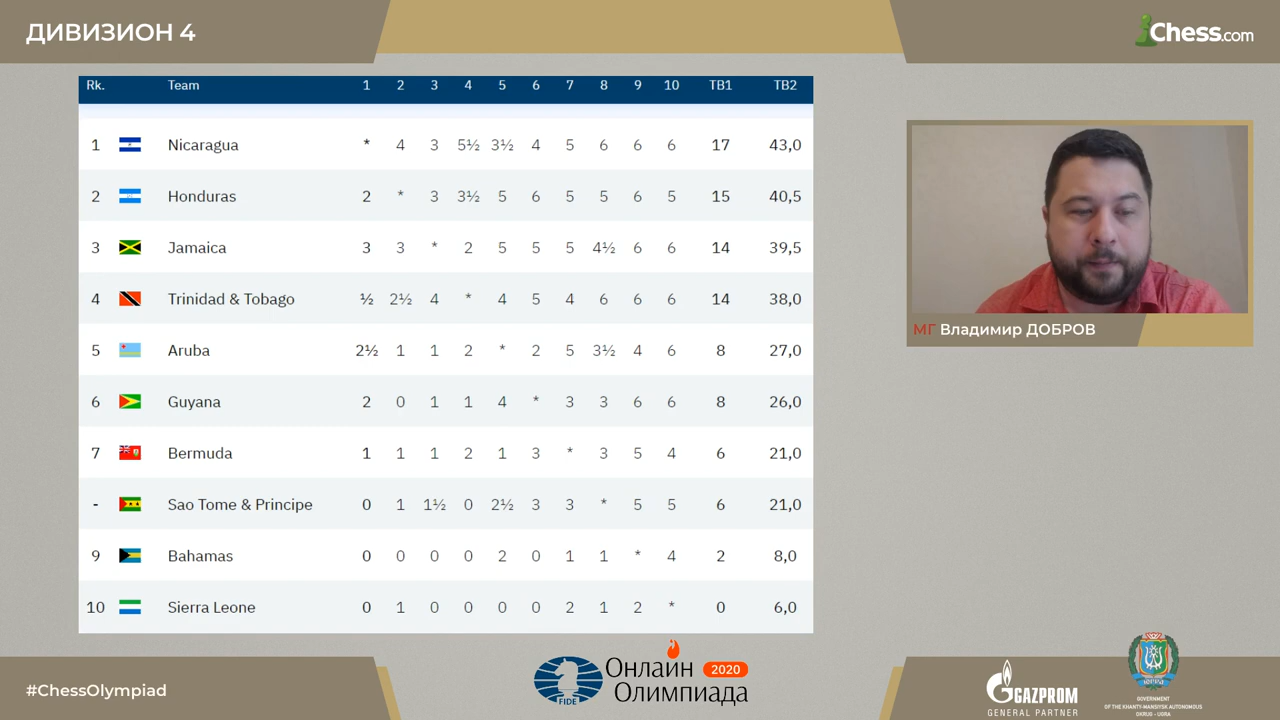 ДИВИЗИОН 4
Chess.com
Rk. Team 1 2 3 4 5 6 7 8 9 10 TB1 TB2
1 Nicaragua * 4 3 5½ 3½ 4 5 6 6 6 17 43,0
2 Honduras 2 * 3 3½ 5 6 5 5 6 5 15 40,5
3 Jamaica 3 3 * 2 5 5 5 4½ 6 6 14 39,5
4 Trinidad & Tobago ½ 2½ 4 * 4 5 4 6 6 6 14 38,0
5 Aruba 2½ 1 1 2 * 2 5 3½ 4 6 8 27,0
6 Guyana 2 0 1 1 4 * 3 3 6 6 8 26,0
7 Bermuda 1 1 1 2 1 3 * 3 5 4 6 21,0
- Sao Tome & Principe 0 1 1½ 0 2½ 3 3 * 5 5 6 21,0
9 Bahamas 0 0 0 0 2 0 1 1 * 4 2 8,0
10 Sierra Leone 0 1 0 0 0 0 2 1 2 * 0 6,0
МГ Владимир ДОБРОВ
#ChessOlympiad
FIDE
Онлайн 2020
Олимпиада
GAZPROM
GENERAL PARTNER
ЮГРА
GOVERNMENT
OF THE KHANTY-MANSIYSK AUTONOMOUS
OKRUG - UGRA